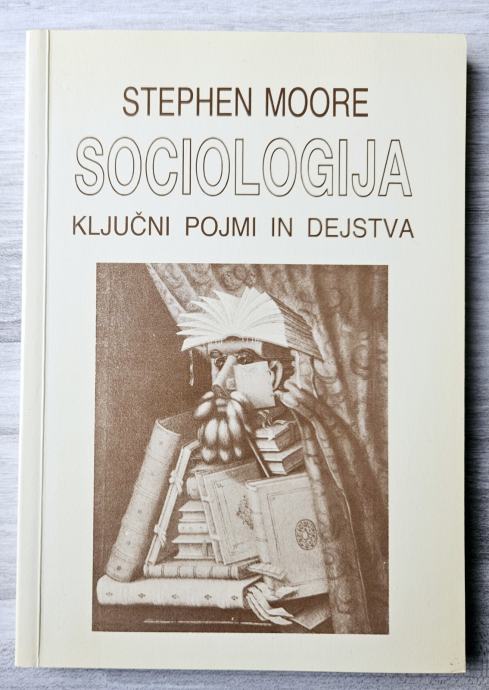 STEPHEN MOORE
SOCIOLOGIJA
KLJUČNI POJMI IN DEJSTVA